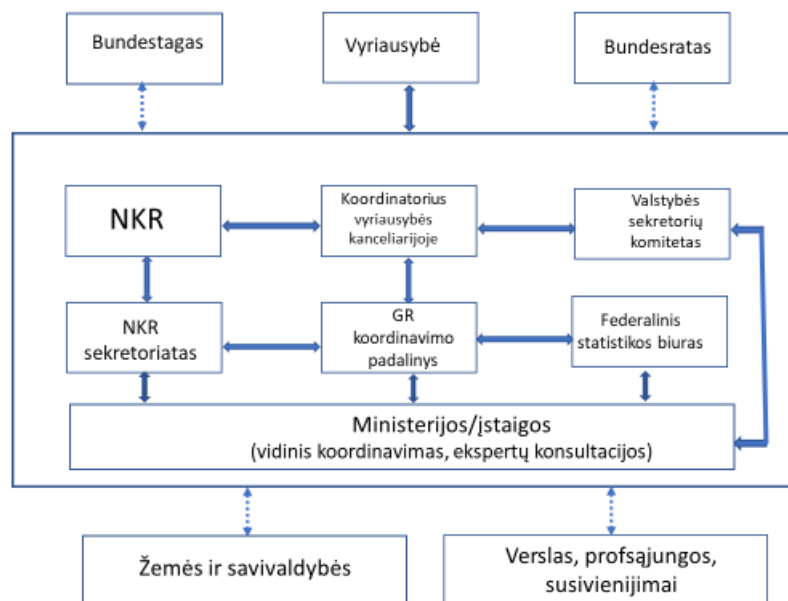 Bundestagas
Vyriausybė
Bundesratas
NKR
Koordinatorius
vyriausybės
kanceliarijoje
Valstybės
sekretorių
komitetas
NKR
sekretoriatas
GR
koordinavimo
padalinys
Federalinis
statistikos biuras
Ministerijos/įstaigos
(vidinis koordinavimas, ekspertų konsultacijos)
Žemės ir savivaldybės
Verslas, profsąjungos,
susivienijimai